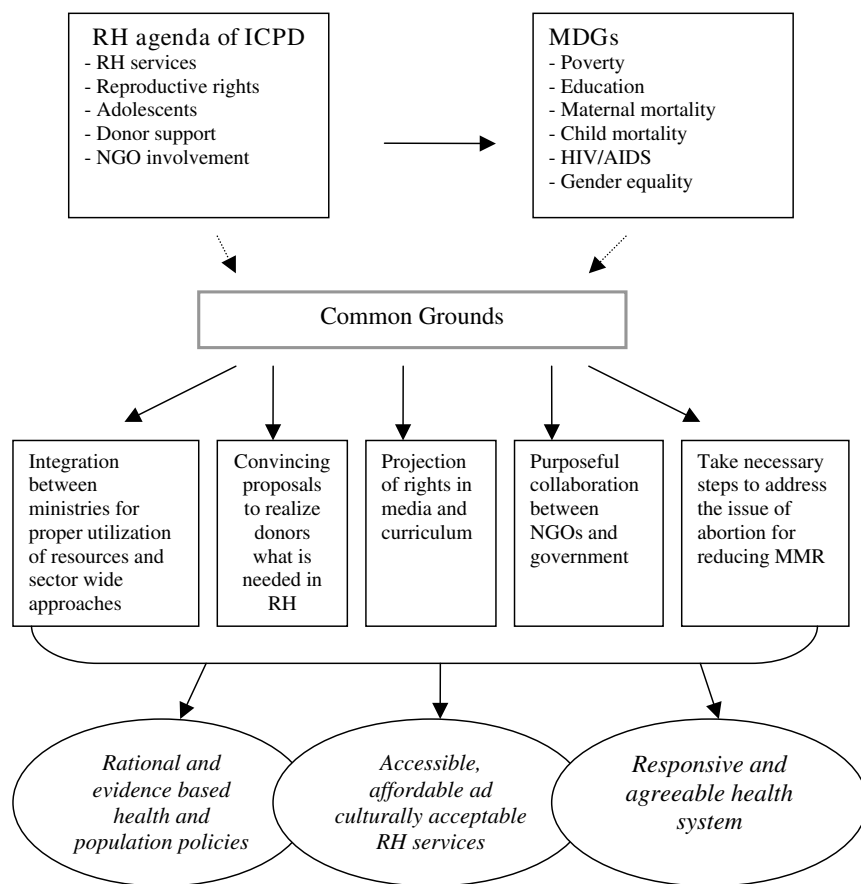 RH agenda of ICPD
- RH services
- Reproductive rights
- Adolescents
- Donor support
- NGO involvement
MDGs
- Poverty
- Education
- Maternal mortality
- Child mortality
- HIV/AIDS
- Gender equality
Common Grounds
Integration
between
ministries for
proper utilization
of resources and
sector wide
approaches
Convincing
proposals
to realize
donors
what is
needed in
RH
Projection
of rights in
media and
curriculum
Purposeful
collaboration
between
NGOs and
government
Take necessary
steps to address
the issue of
abortion for
reducing MMR
Rational and
evidence based
health and
population policies
Accessible,
affordable ad
culturally acceptable
RH services
Responsive and
agreeable health
system